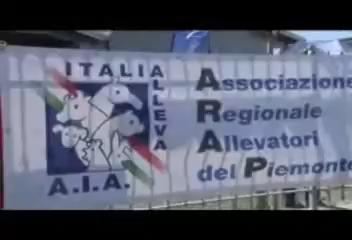 ITALIA
ALLEVA
A.I.A.
Associazione
Regionale
Allevatori
del Piemonte